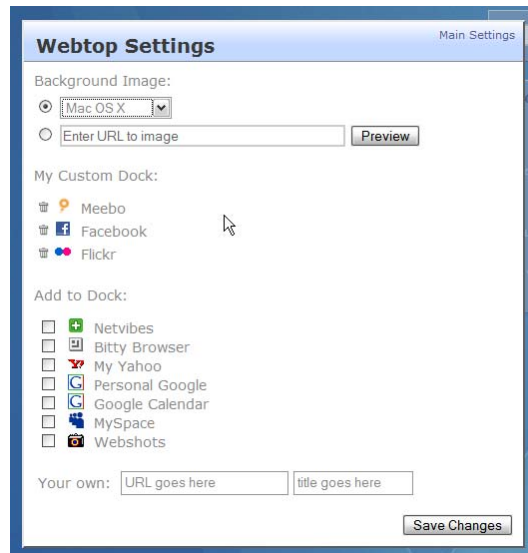 Webtop Settings
Main Settings
Background Image:
Mac OS X
Enter URL to image
Preview
My Custom Dock:
Meebo
Facebook
Flickr
Add to Dock:
Netvibes
Bitty Browser
My Yahoo
Personal Google
Google Calendar
MySpace
Webshots
Your own: URL goes here title goes here
Save Changes